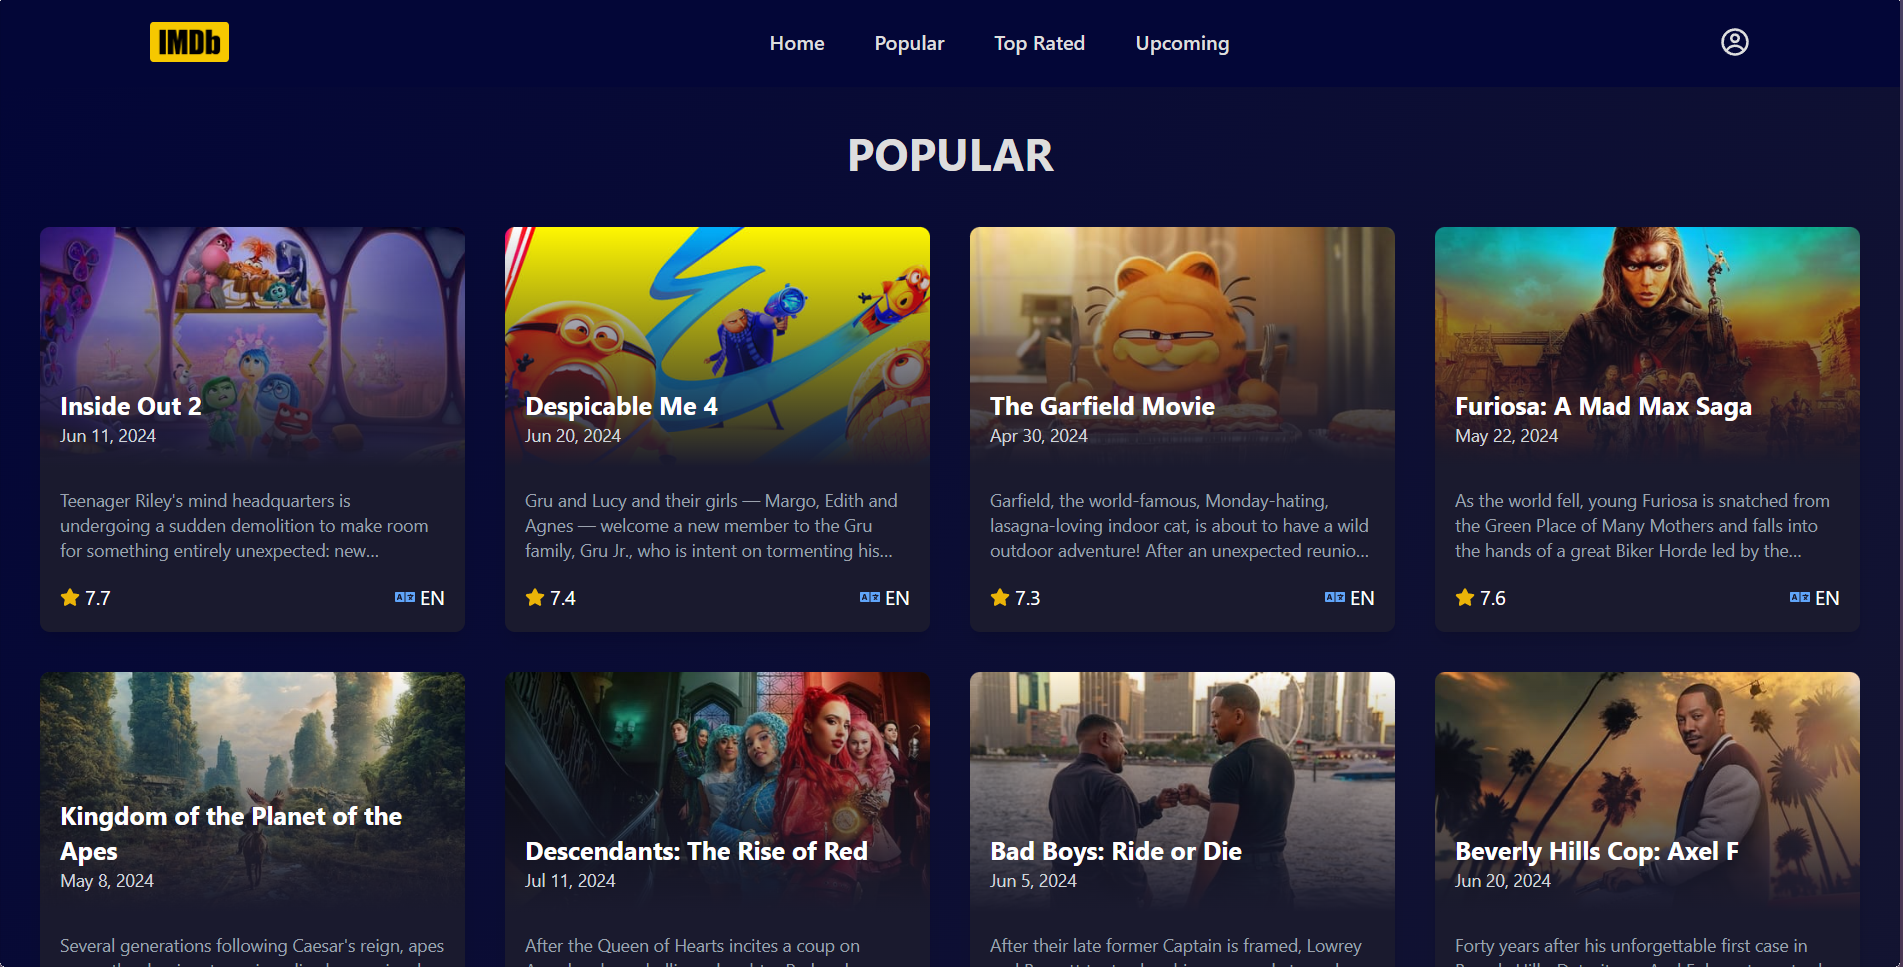 IMDb
Home
Popular
Top Rated
Upcoming
POPULAR
Inside Out 2
Jun 11, 2024
Teenager Riley's mind headquarters is
undergoing a sudden demolition to make room
for something entirely unexpected: new...
7.7
EN
Despicable Me 4
Jun 20, 2024
Gru and Lucy and their girls — Margo, Edith and
Agnes — welcome a new member to the Gru
family, Gru Jr., who is intent on tormenting his...
7.4
EN
The Garfield Movie
Apr 30, 2024
Garfield, the world-famous, Monday-hating,
lasagna-loving indoor cat, is about to have a wild
outdoor adventure! After an unexpected reunio...
7.3
EN
Furiosa: A Mad Max Saga
May 22, 2024
As the world fell, young Furiosa is snatched from
the Green Place of Many Mothers and falls into
the hands of a great Biker Horde led by the...
7.6
EN
Kingdom of the Planet of the
Apes
May 8, 2024
Several generations following Caesar's reign, apes
Descendants: The Rise of Red
Jul 11, 2024
After the Queen of Hearts incites a coup on
Bad Boys: Ride or Die
Jun 5, 2024
After their late former Captain is framed, Lowrey
Beverly Hills Cop: Axel F
Jun 20, 2024
Forty years after his unforgettable first case in